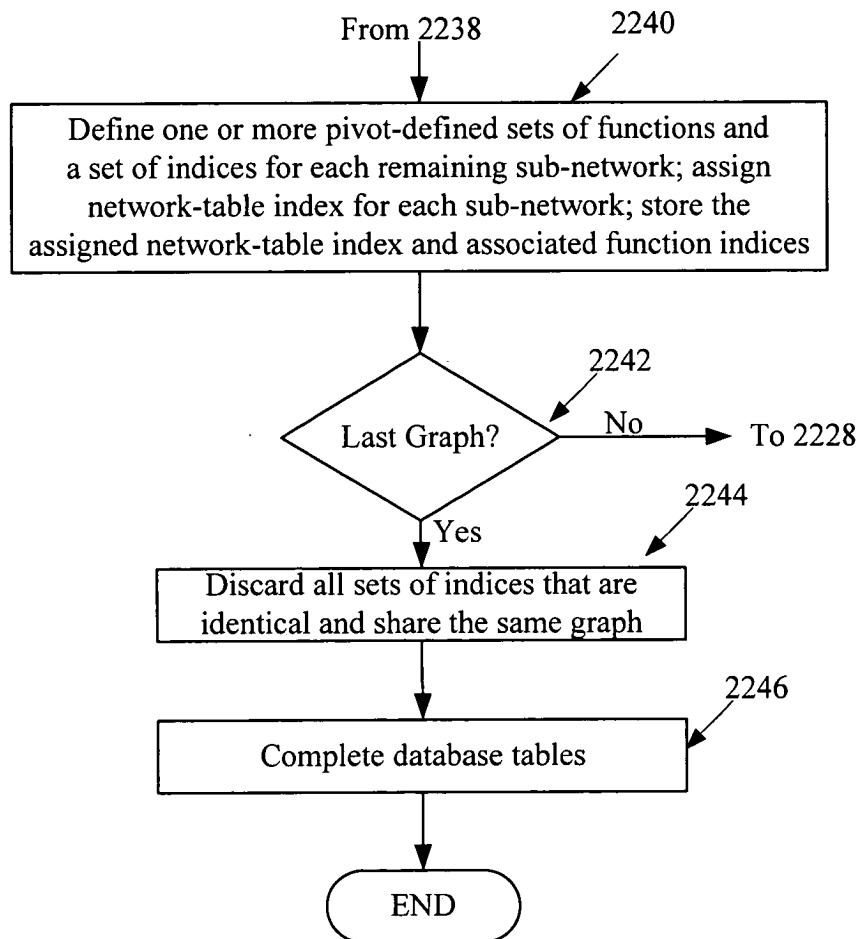 From 2238
2240
Define one or more pivot-defined sets of functions and
a set of indices for each remaining sub-network; assign
network-table index for each sub-network; store the
assigned network-table index and associated function indices
2242
Last Graph?
No
To 2228
2244
Yes
Discard all sets of indices that are
identical and share the same graph
2246
Complete database tables
END